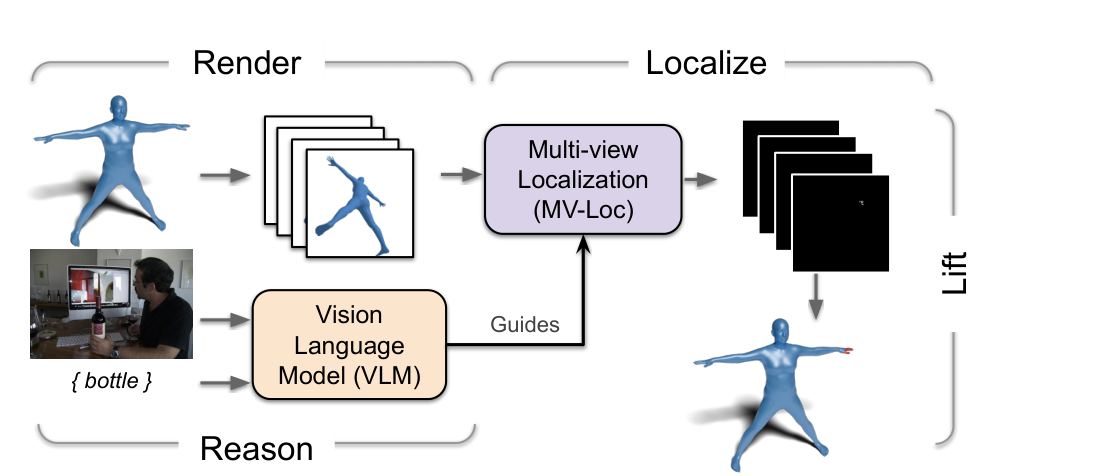 Render
Localize
Multi-view
Localization
(MV-Loc)
Lift
Vision
Language
Model (VLM)
Guides
{ bottle }
Reason